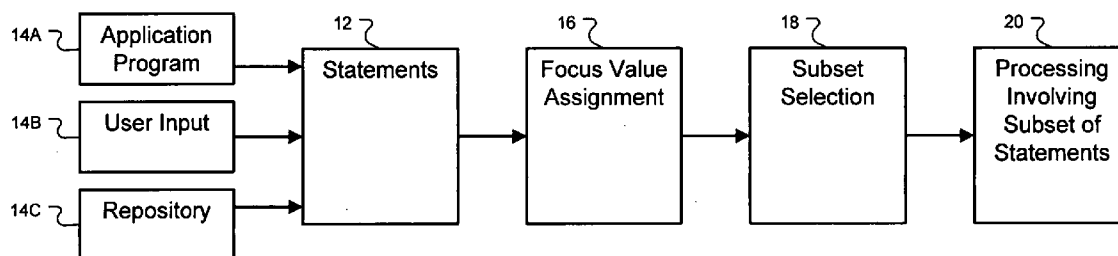 14A
Application
Program
14B
User Input
14C
Repository
12
Statements
16
Focus Value
Assignment
18
Subset
Selection
20
Processing
Involving
Subset of
Statements